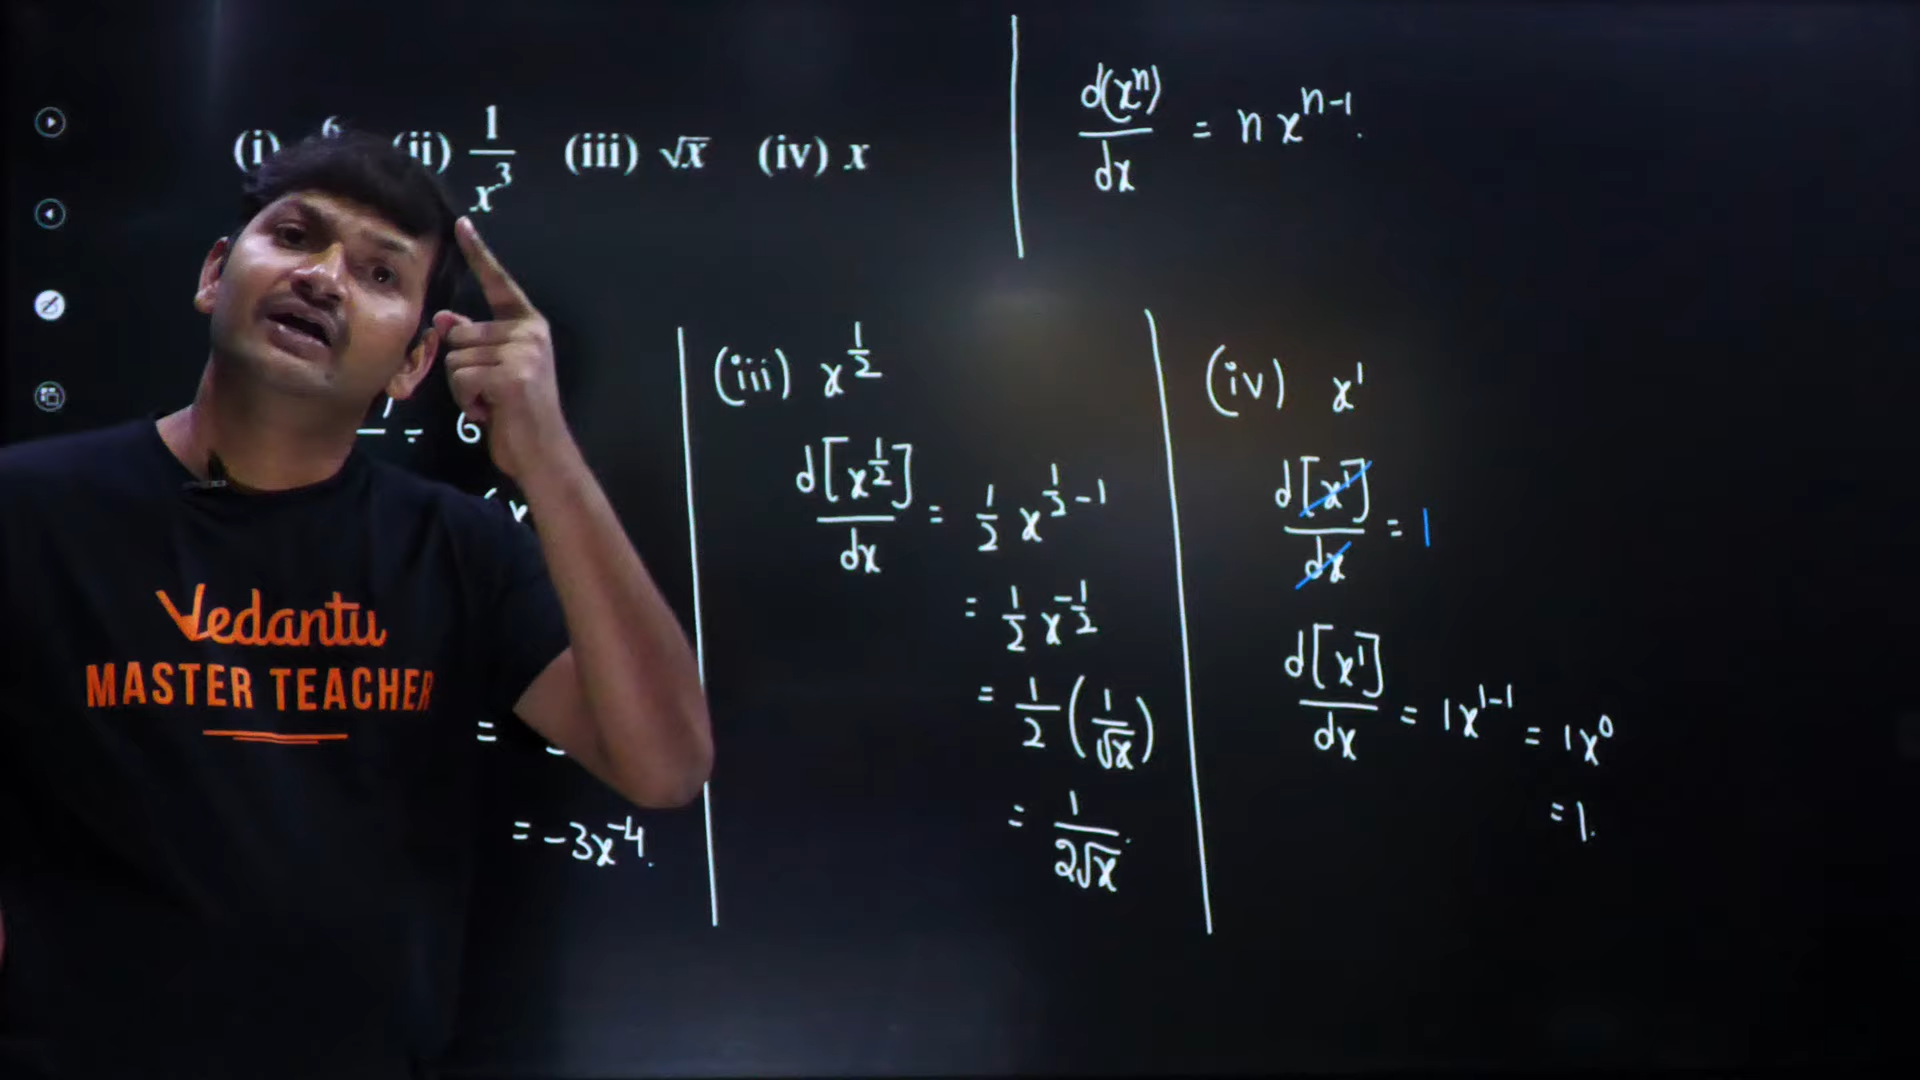 (i) 6 (ii) 1/x³ (iii) √x (iv) x
d(xⁿ)/dx = n xⁿ⁻¹.
= 6
= -3x⁻⁴.
(iii) x^(1/2)
d[x^(1/2)]/dx = 1/2 x^(1/2 - 1)
= 1/2 x^(-1/2)
= 1/2 (1/√x)
= 1/(2√x).
(iv) x¹
d[x¹]/dx = 1
d[x¹]/dx = 1x¹⁻¹ = 1x⁰
= 1.
Vedantu
MASTER TEACHER